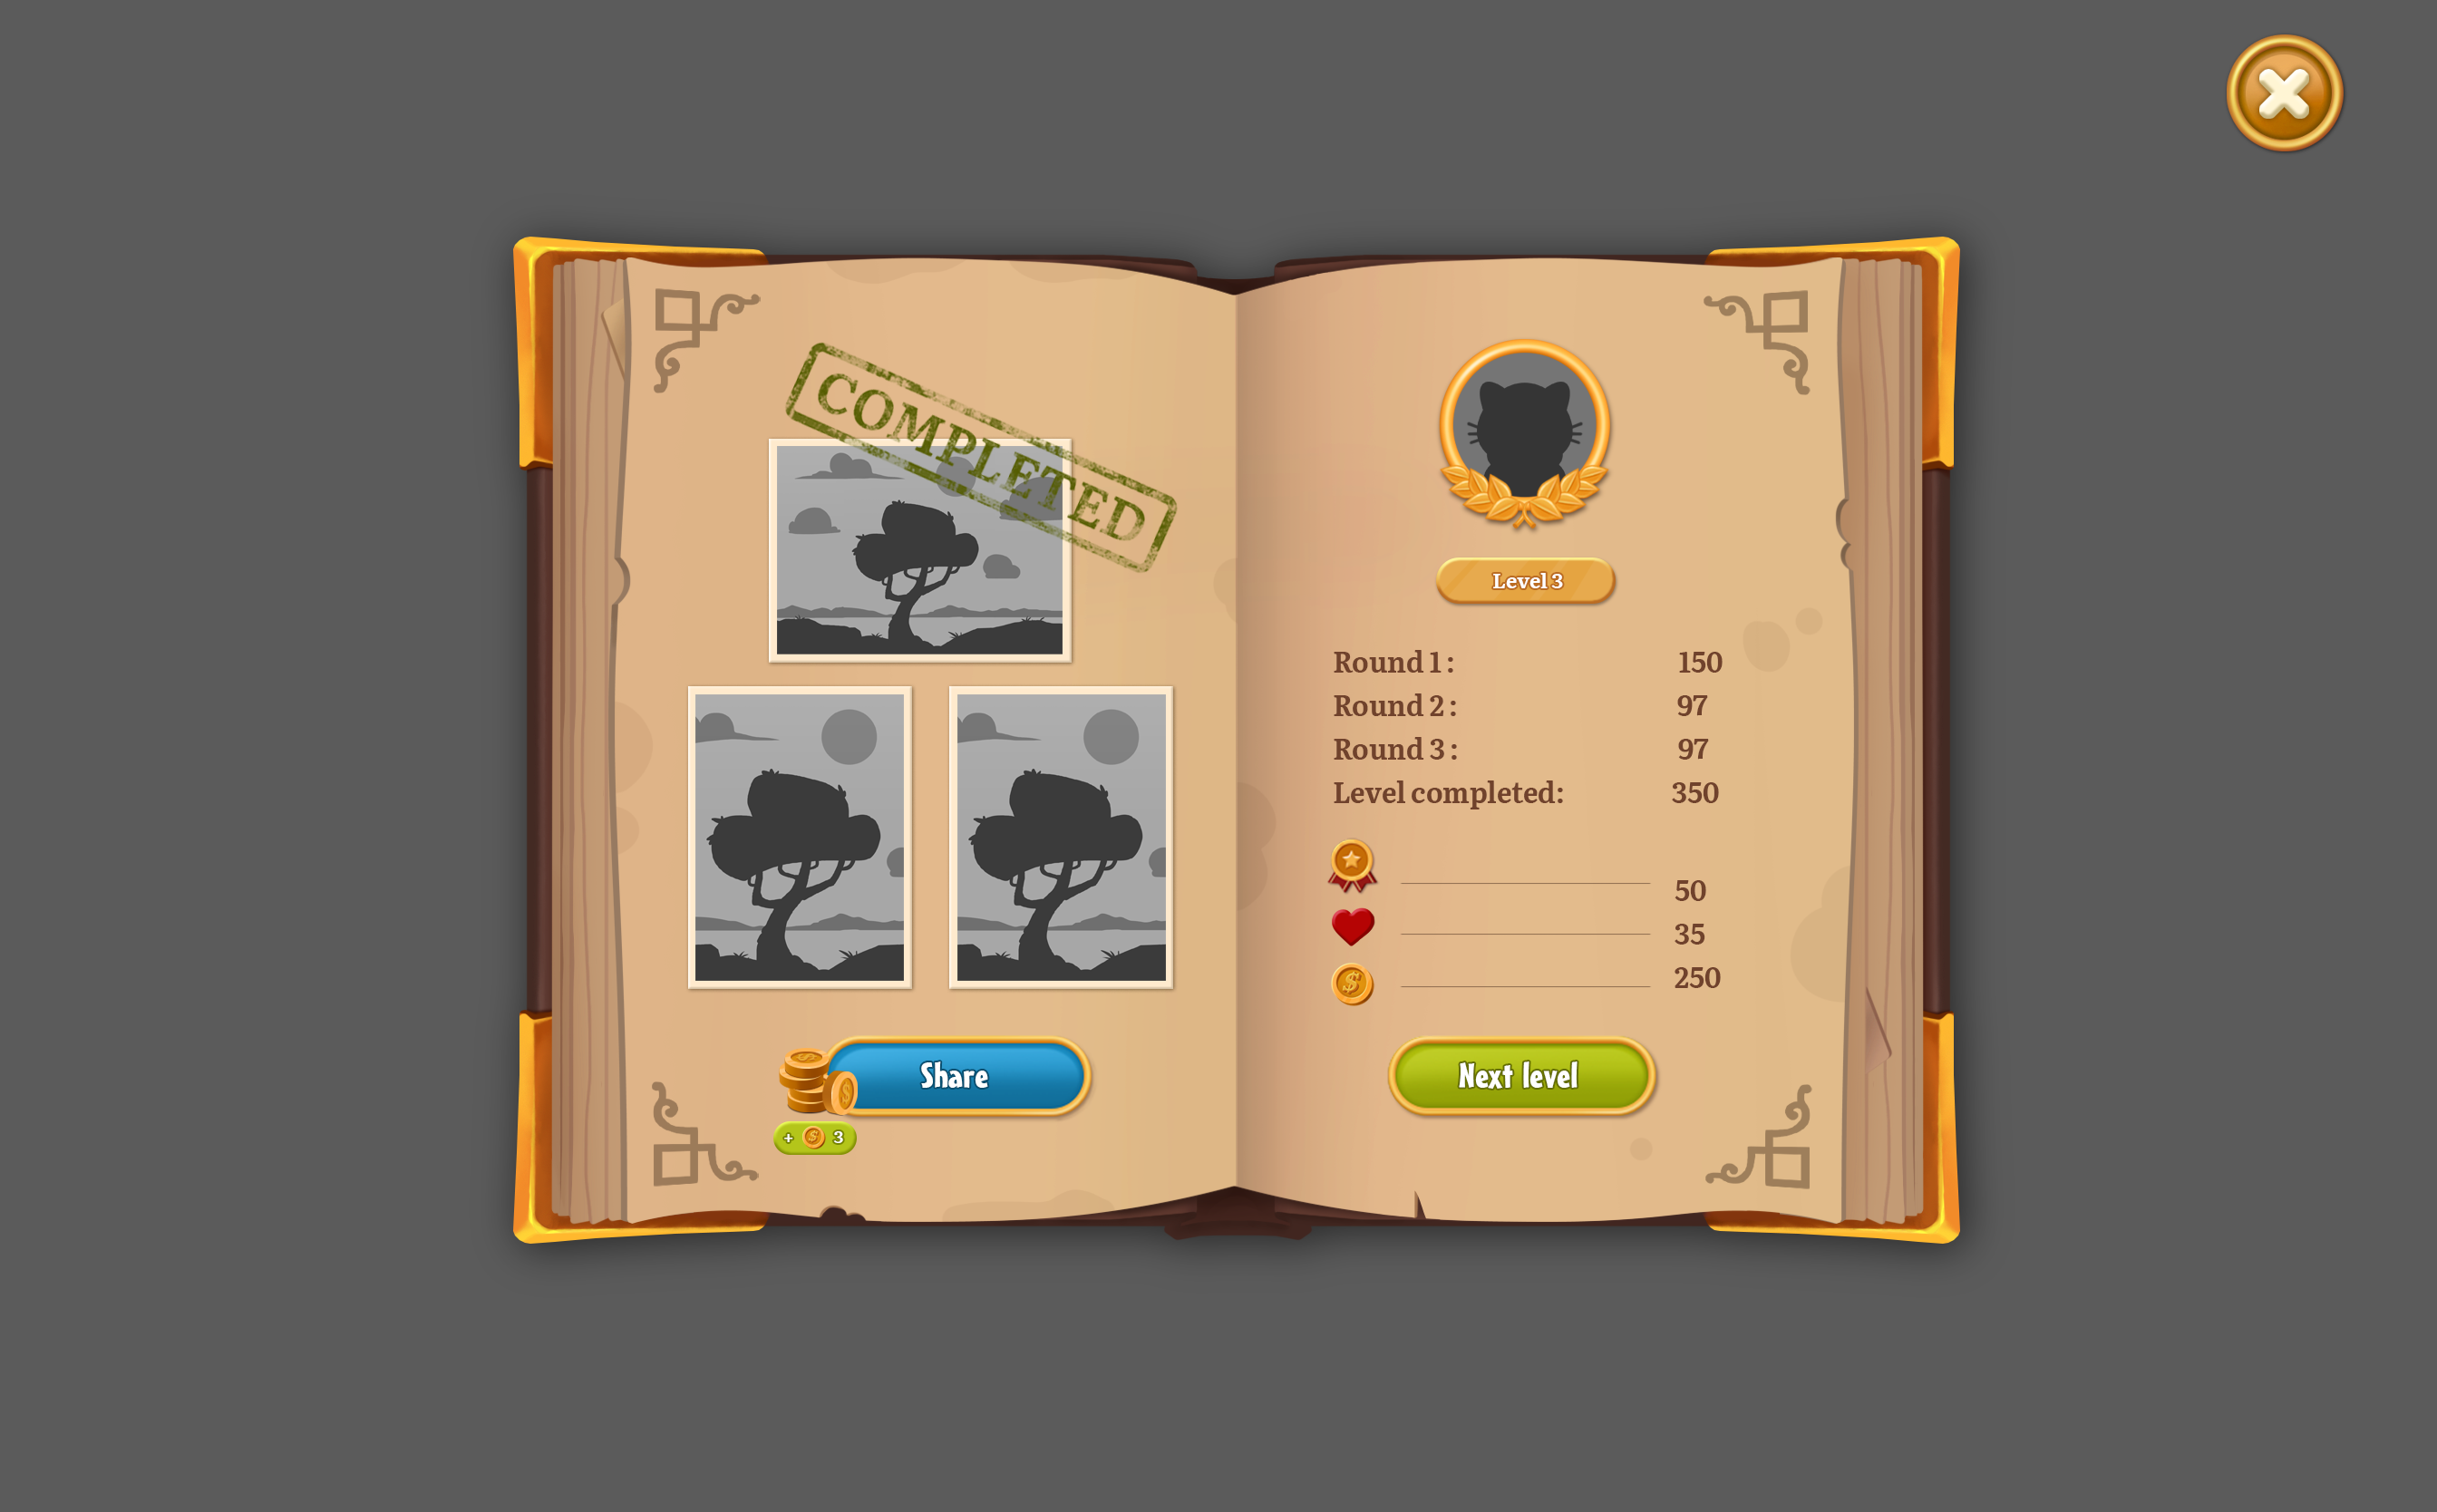 COMPLETED
Share
+ 3
Level 3
Round 1: 150
Round 2: 97
Round 3: 97
Level completed: 350
50
35
250
Next level